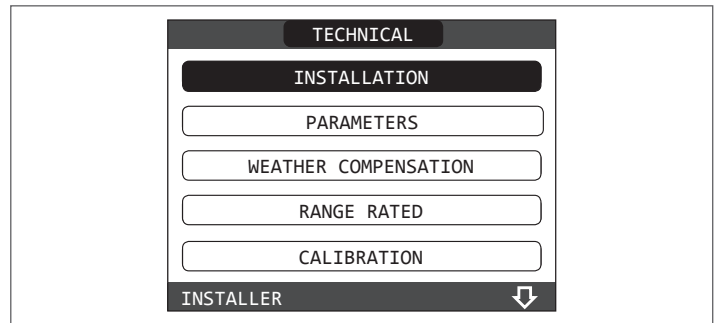 TECHNICAL
INSTALLATION
PARAMETERS
WEATHER COMPENSATION
RANGE RATED
CALIBRATION
INSTALLER